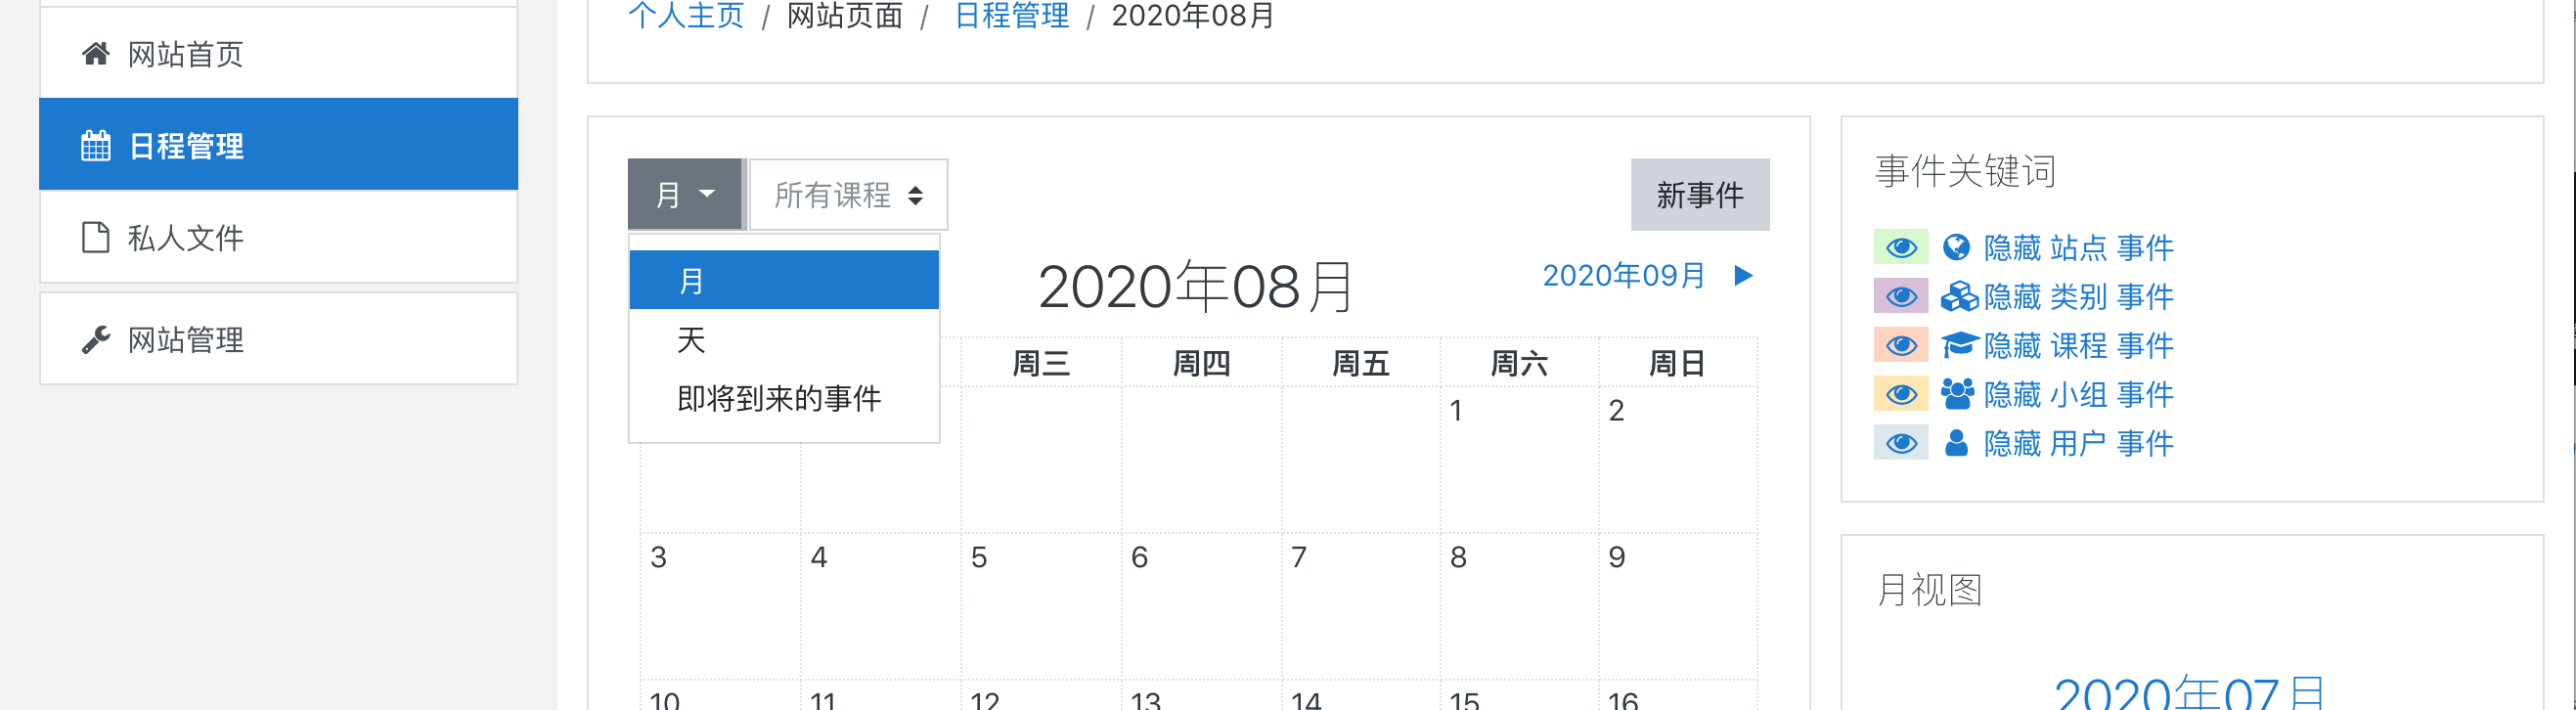 网站首页
日程管理
私人文件
网站管理
个人主页 / 网站页面 / 日程管理 / 2020年08月
月 所有课程 新事件
月
天
即将到来的事件
2020年08月 2020年09月
周三 周四 周五 周六 周日
1 2
3 4 5 6 7 8 9
10 11 12 13 14 15 16
事件关键词
隐藏 站点 事件
隐藏 类别 事件
隐藏 课程 事件
隐藏 小组 事件
隐藏 用户 事件
月视图
2020年07月